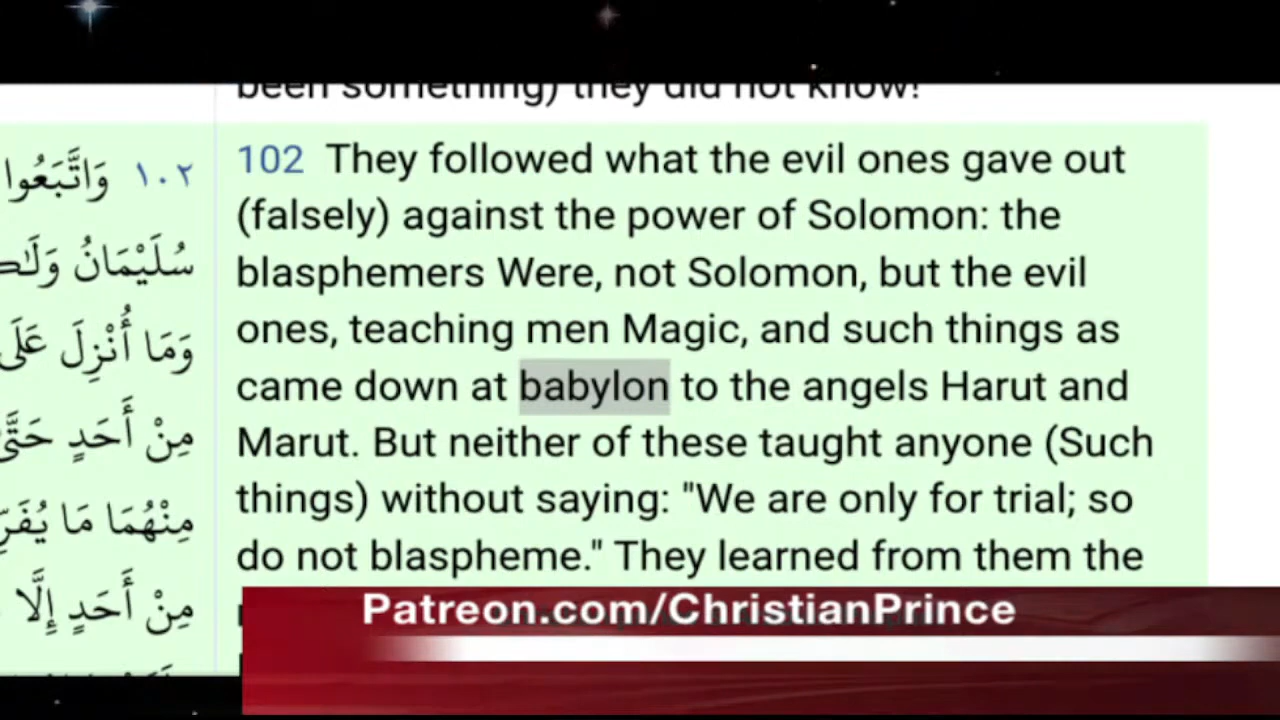 been something) they did not know!
١٠٢ وَاتَّبَعُوا
سُلَيْمَانُ
وَمَا أُنْزِلَ عَلَى
مِنْ أَحَدٍ حَتَّىٰ
مِنْهُمَا مَا
مِنْ أَحَدٍ إِلَّا
102 They followed what the evil ones gave out
(falsely) against the power of Solomon: the
blasphemers Were, not Solomon, but the evil
ones, teaching men Magic, and such things as
came down at babylon to the angels Harut and
Marut. But neither of these taught anyone (Such
things) without saying: "We are only for trial; so
do not blaspheme." They learned from them the
Patreon.com/ChristianPrince